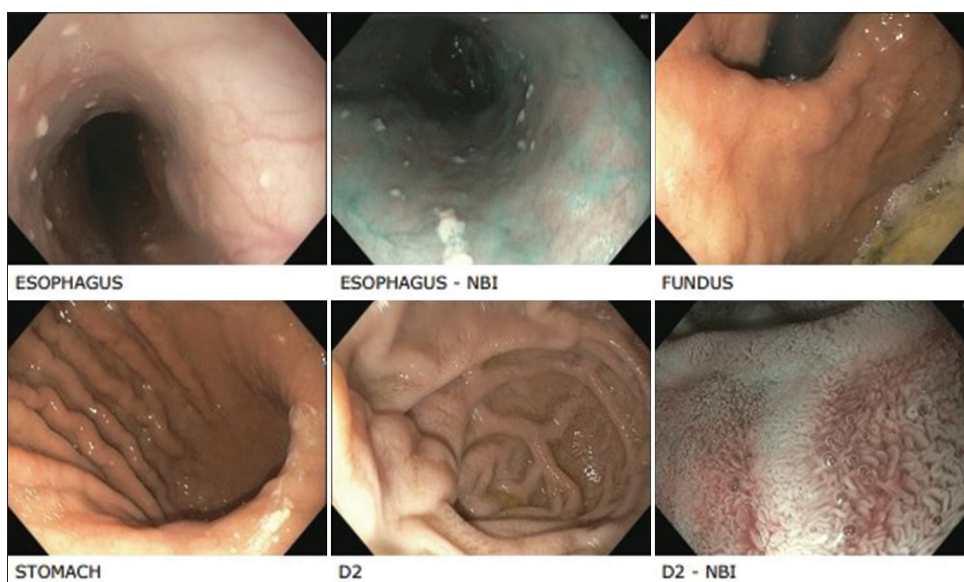 ESOPHAGUS
ESOPHAGUS - NBI
FUNDUS
STOMACH
D2
D2 - NBI